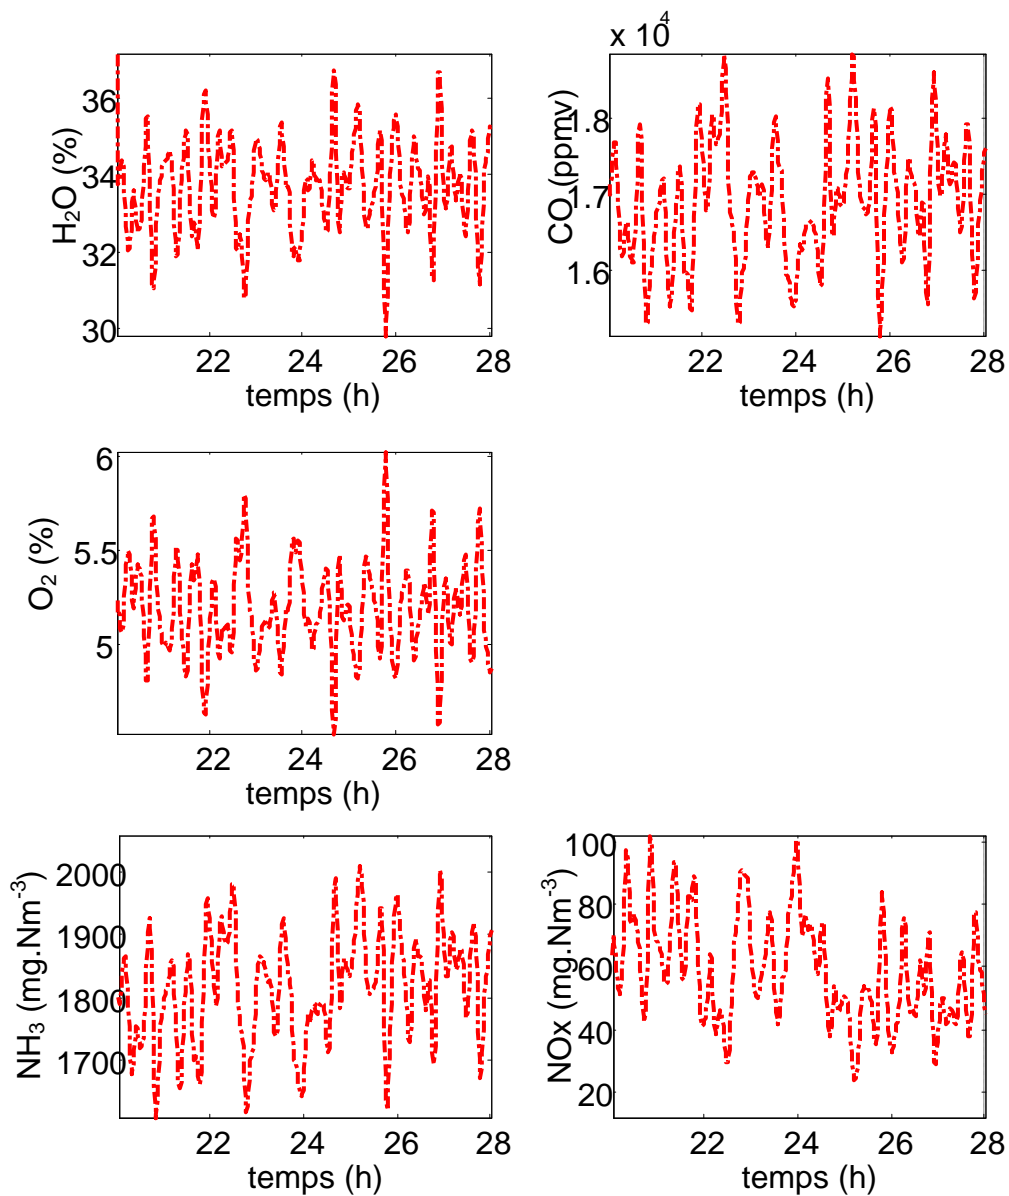 x 10⁴
H₂O (%)
36
34
32
30
22 24 26 28
temps (h)
CO (ppmv)
1.8
1.7
1.6
22 24 26 28
temps (h)
O₂ (%)
6
5.5
5
22 24 26 28
temps (h)
NH₃ (mg.Nm⁻³)
2000
1900
1800
1700
22 24 26 28
temps (h)
NOx (mg.Nm⁻³)
100
80
60
40
20
22 24 26 28
temps (h)